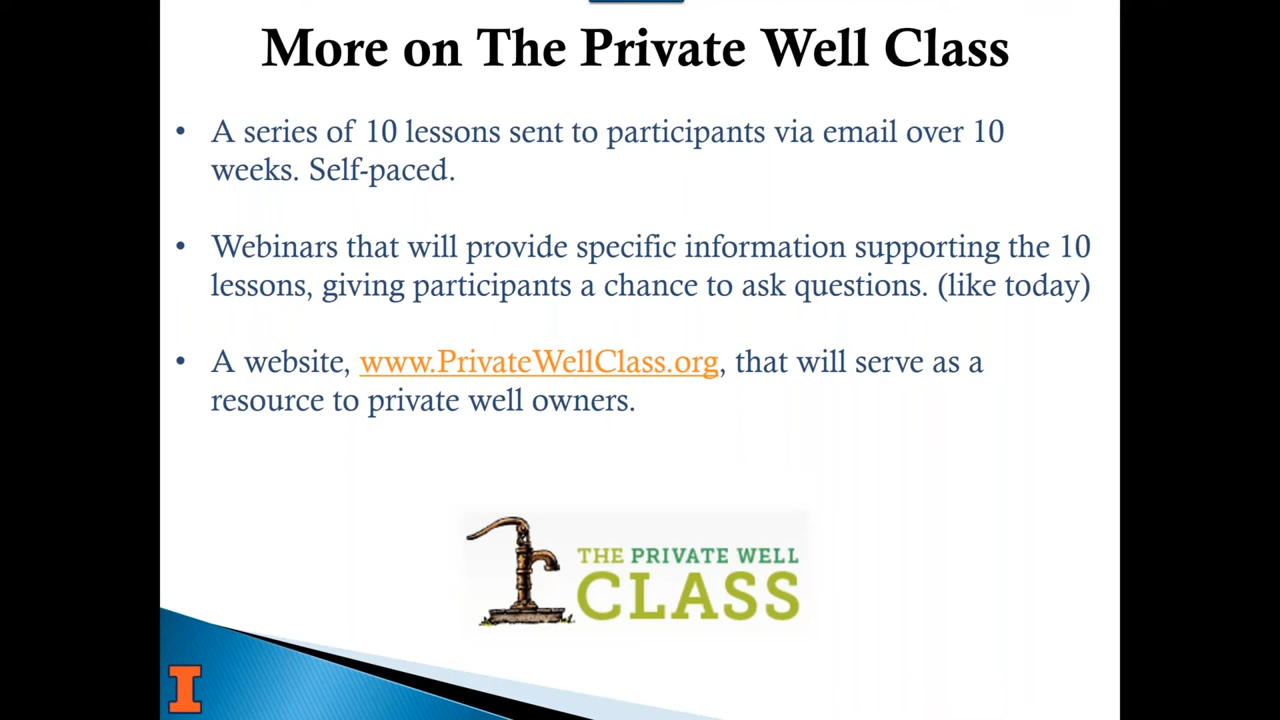 More on The Private Well Class
• A series of 10 lessons sent to participants via email over 10
weeks. Self-paced.
• Webinars that will provide specific information supporting the 10
lessons, giving participants a chance to ask questions. (like today)
• A website, www.PrivateWellClass.org, that will serve as a
resource to private well owners.
THE PRIVATE WELL
CLASS
I